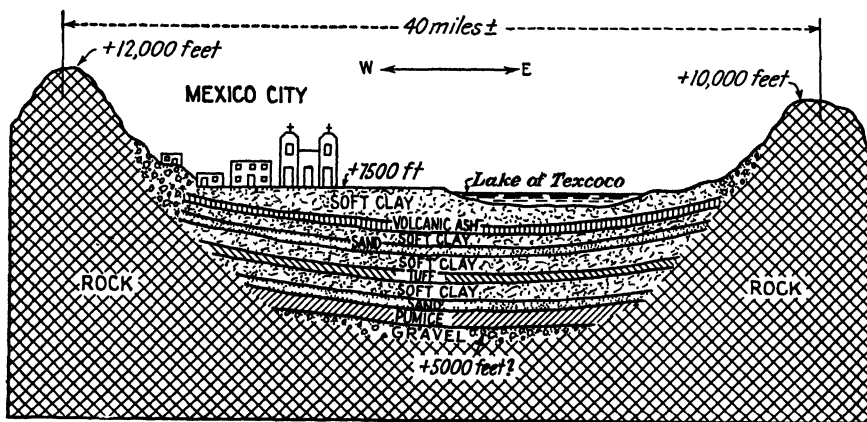 40 miles ±
+12,000 feet
W E
+10,000 feet
MEXICO CITY
+7500 ft
Lake of Texcoco
SOFT CLAY
VOLCANIC ASH
SAND SOFT CLAY
SOFT CLAY
TUFF
ROCK
ROCK
SOFT CLAY
SAND
PUMICE
GRAVEL
+5000 feet?